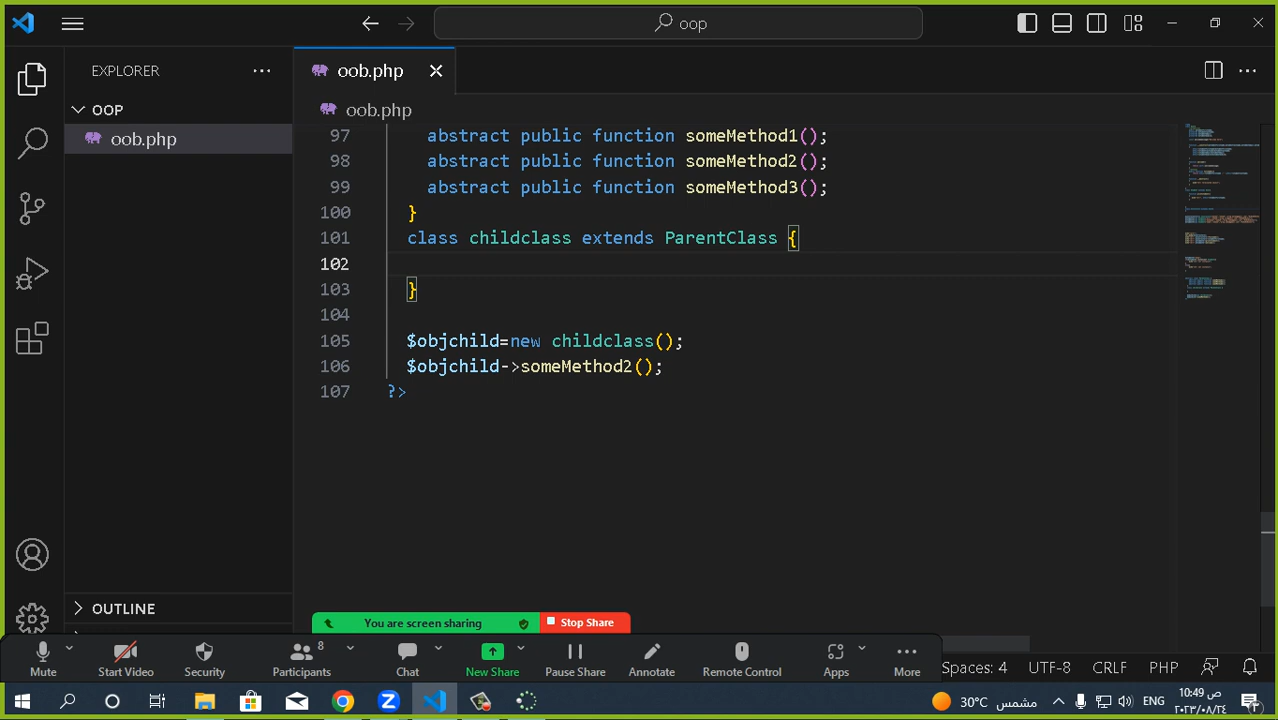 oop
EXPLORER
oob.php
OOP
oob.php
oob.php
97 abstract public function someMethod1();
98 abstract public function someMethod2();
99 abstract public function someMethod3();
100 }
101 class childclass extends ParentClass {
102
103 }
104
105 $objchild=new childclass();
106 $objchild->someMethod2();
107 ?>
OUTLINE
You are screen sharing
Stop Share
8
Mute
Start Video
Security
Participants
Chat
New Share
Pause Share
Annotate
Remote Control
Apps
More
Spaces: 4
UTF-8
CRLF
PHP
30°C مشمس
ENG
10:49 ص
٢٠٢٣/٠٨/٢٤